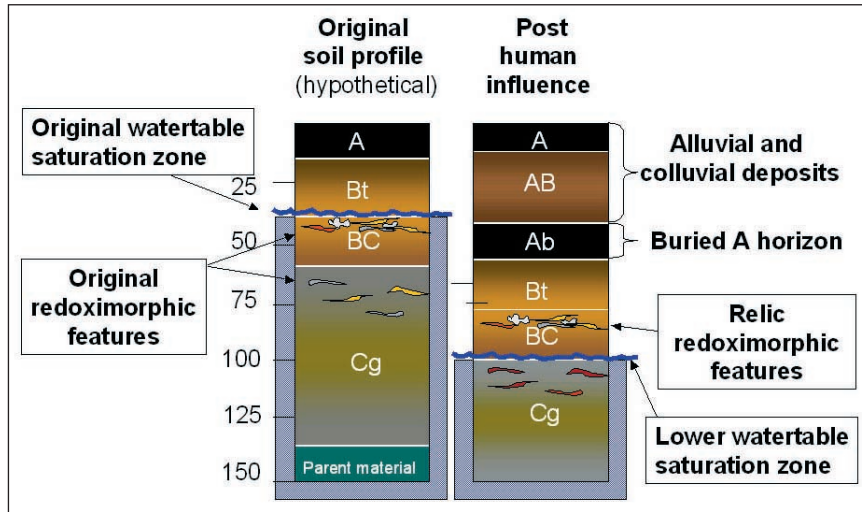 Original
soil profile
(hypothetical)
Post
human
influence
Original watertable
saturation zone
Original
redoximorphic
features
25
50
75
100
125
150
A
Bt
BC
Cg
Parent material
A
AB
Ab
Bt
BC
Cg
Alluvial and
colluvial deposits
Buried A horizon
Relic
redoximorphic
features
Lower watertable
saturation zone